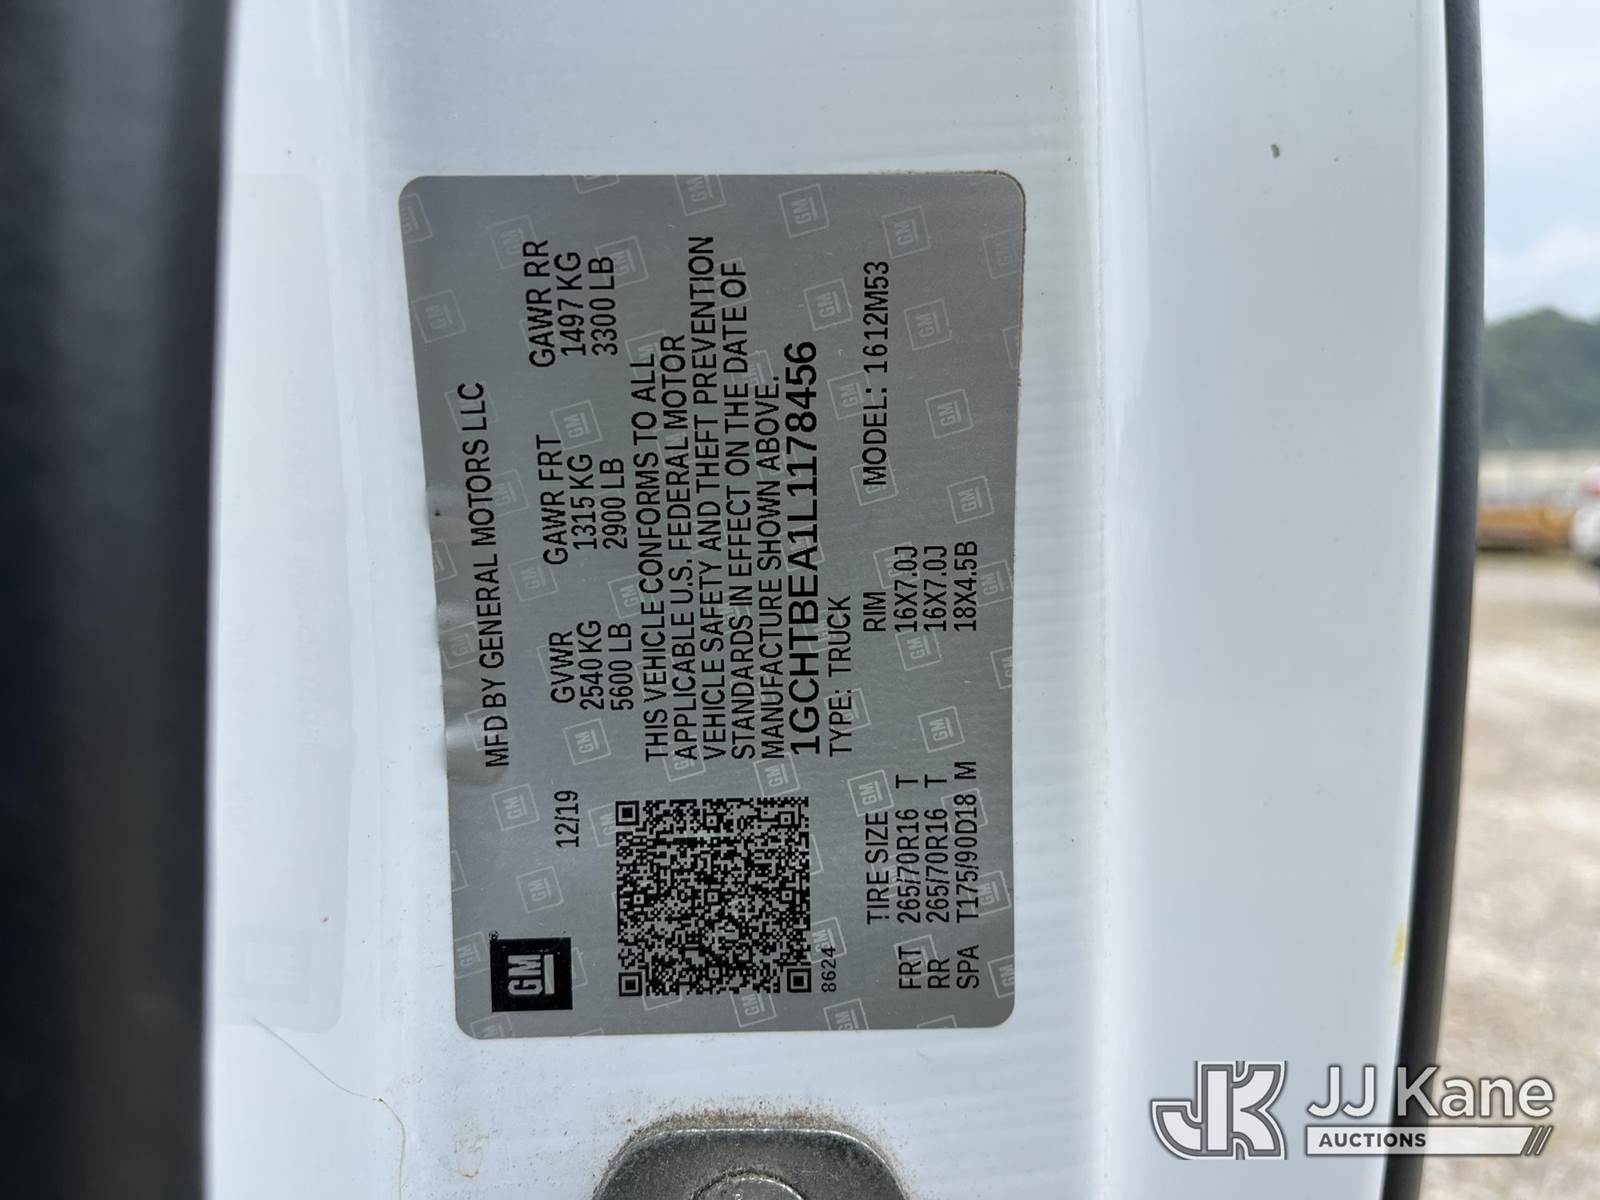 GM
MFD BY GENERAL MOTORS LLC
12/19
GVWR GAWR FRT GAWR RR
2540 KG 1315 KG 1497 KG
5600 LB 2900 LB 3300 LB
THIS VEHICLE CONFORMS TO ALL
APPLICABLE U.S. FEDERAL MOTOR
VEHICLE SAFETY AND THEFT PREVENTION
STANDARDS IN EFFECT ON THE DATE OF
MANUFACTURE SHOWN ABOVE.
1GCHTBEA1L1178456
8624 TYPE: TRUCK
TIRE SIZE RIM MODEL: 1612M53
FRT 265/70R16 T 16X7.0J
RR 265/70R16 T 16X7.0J
SPA T175/90D18 M 18X4.5B
JK JJ Kane
AUCTIONS